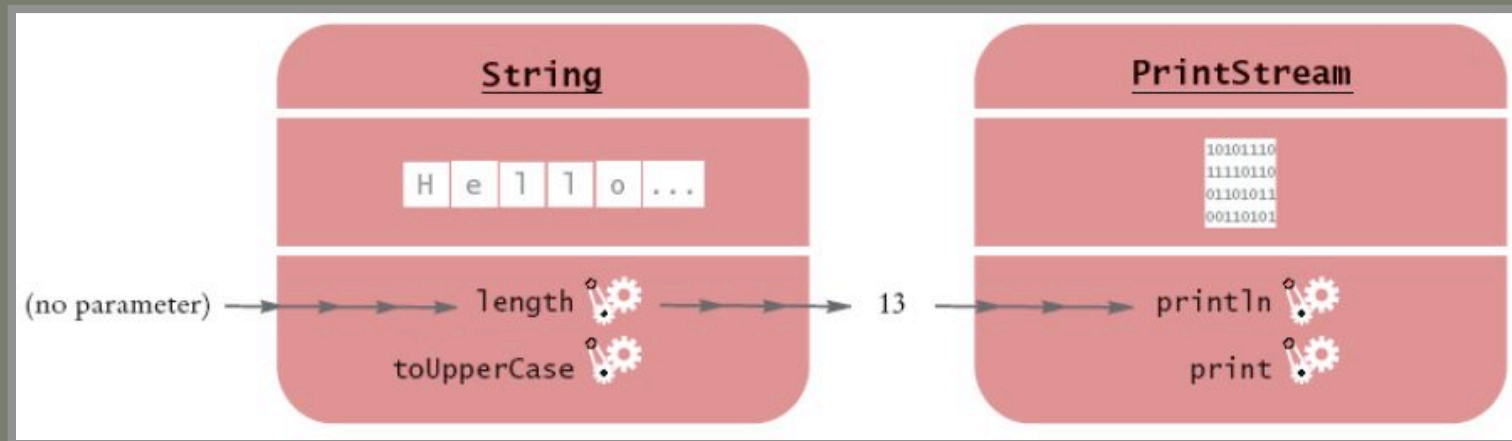 String
PrintStream
H e l l o ...
10101110
11110110
01101011
00110101
(no parameter) length 13 println
toUpperCase print